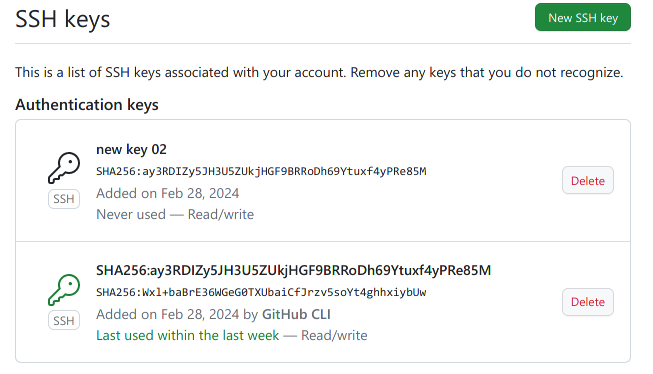 SSH keys
New SSH key
This is a list of SSH keys associated with your account. Remove any keys that you do not recognize.
Authentication keys
new key 02
SHA256:ay3RDIZy5JH3U5ZUkjHGF9BRRoDh69Ytuxf4yPRe85M
Added on Feb 28, 2024
Never used — Read/write
SSH
Delete
SHA256:ay3RDIZy5JH3U5ZUkjHGF9BRRoDh69Ytuxf4yPRe85M
SHA256:Wxl+baBrE36WGeG0TXUbaiCfJrzv5soYt4ghhxiybUw
Added on Feb 28, 2024 by GitHub CLI
Last used within the last week — Read/write
SSH
Delete